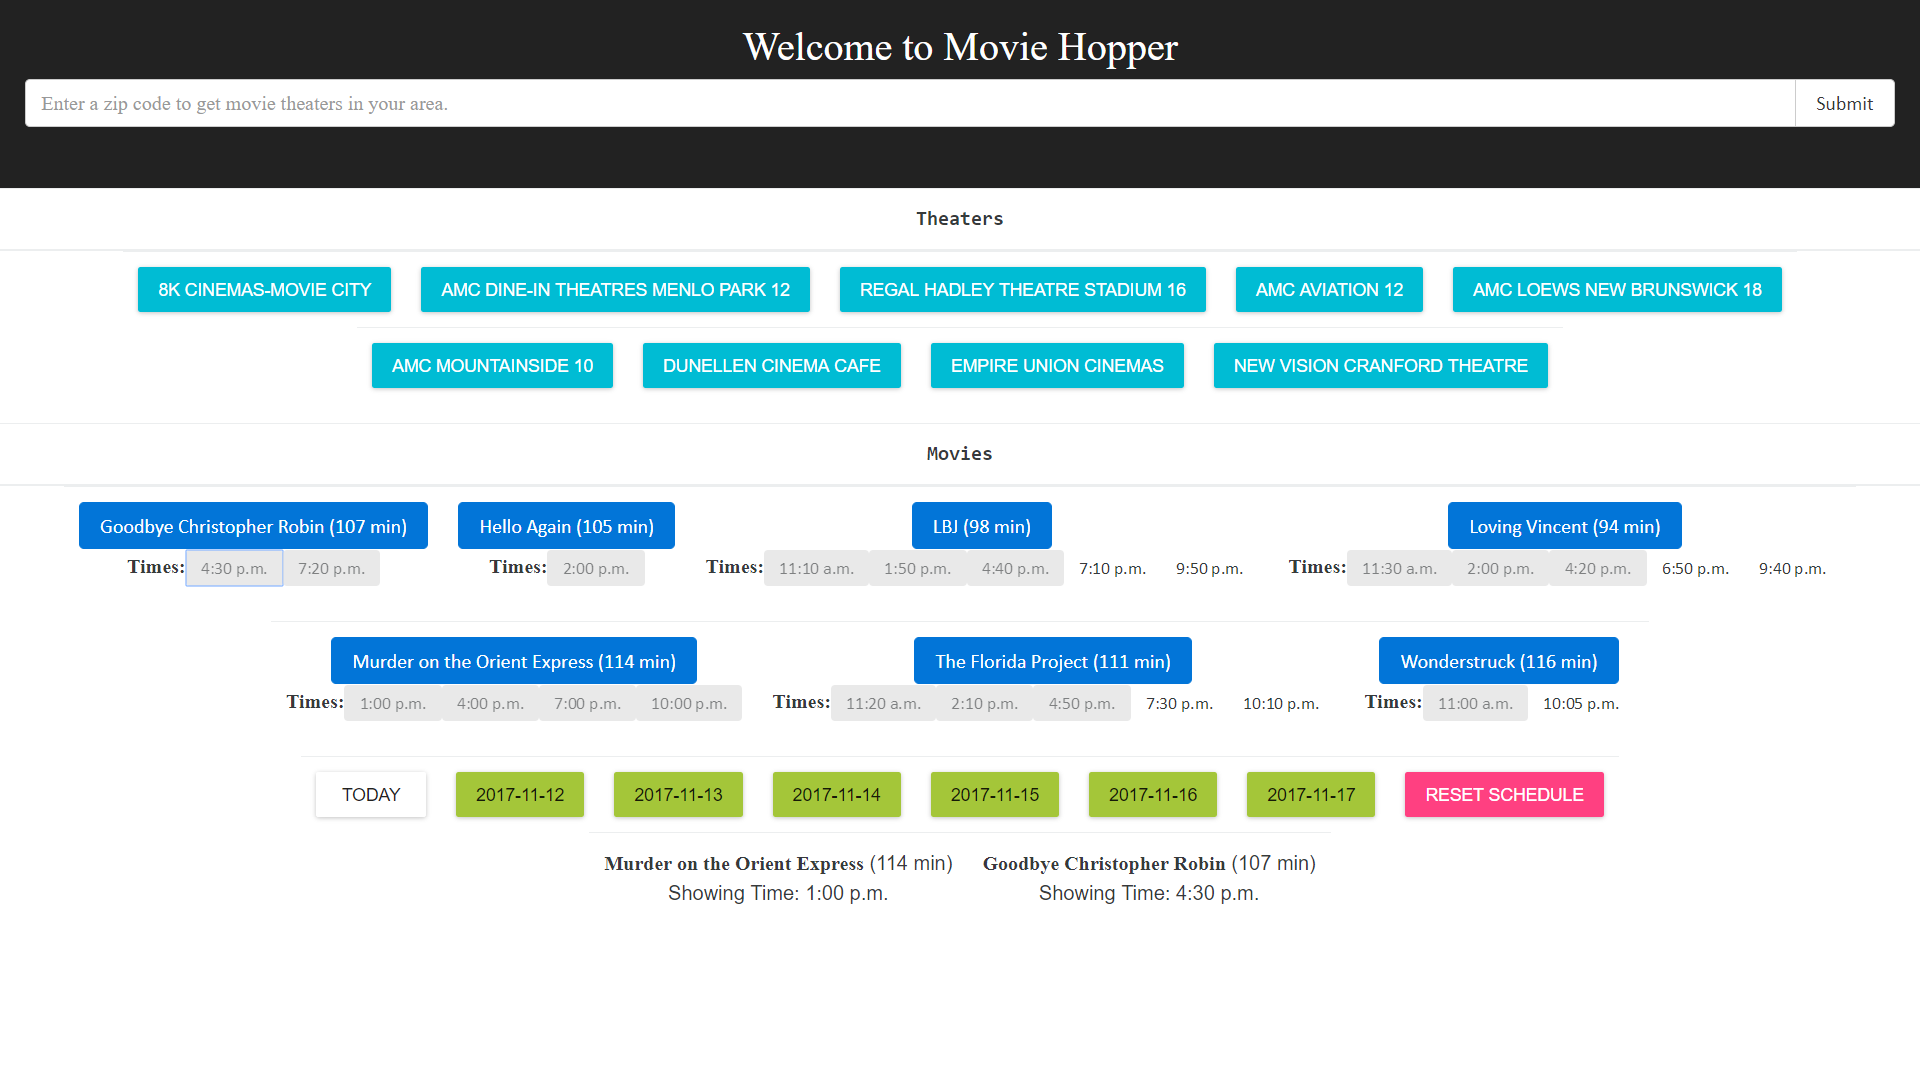 Welcome to Movie Hopper
Enter a zip code to get movie theaters in your area. Submit
Theaters
8K CINEMAS-MOVIE CITY AMC DINE-IN THEATRES MENLO PARK 12 REGAL HADLEY THEATRE STADIUM 16 AMC AVIATION 12 AMC LOEWS NEW BRUNSWICK 18
AMC MOUNTAINSIDE 10 DUNELLEN CINEMA CAFE EMPIRE UNION CINEMAS NEW VISION CRANFORD THEATRE
Movies
Goodbye Christopher Robin (107 min) Hello Again (105 min) LBJ (98 min) Loving Vincent (94 min)
Times: 4:30 p.m. 7:20 p.m. Times: 2:00 p.m. Times: 11:10 a.m. 1:50 p.m. 4:40 p.m. 7:10 p.m. 9:50 p.m. Times: 11:30 a.m. 2:00 p.m. 4:20 p.m. 6:50 p.m. 9:40 p.m.
Murder on the Orient Express (114 min) The Florida Project (111 min) Wonderstruck (116 min)
Times: 1:00 p.m. 4:00 p.m. 7:00 p.m. 10:00 p.m. Times: 11:20 a.m. 2:10 p.m. 4:50 p.m. 7:30 p.m. 10:10 p.m. Times: 11:00 a.m. 10:05 p.m.
TODAY 2017-11-12 2017-11-13 2017-11-14 2017-11-15 2017-11-16 2017-11-17 RESET SCHEDULE
Murder on the Orient Express (114 min) Goodbye Christopher Robin (107 min)
Showing Time: 1:00 p.m. Showing Time: 4:30 p.m.